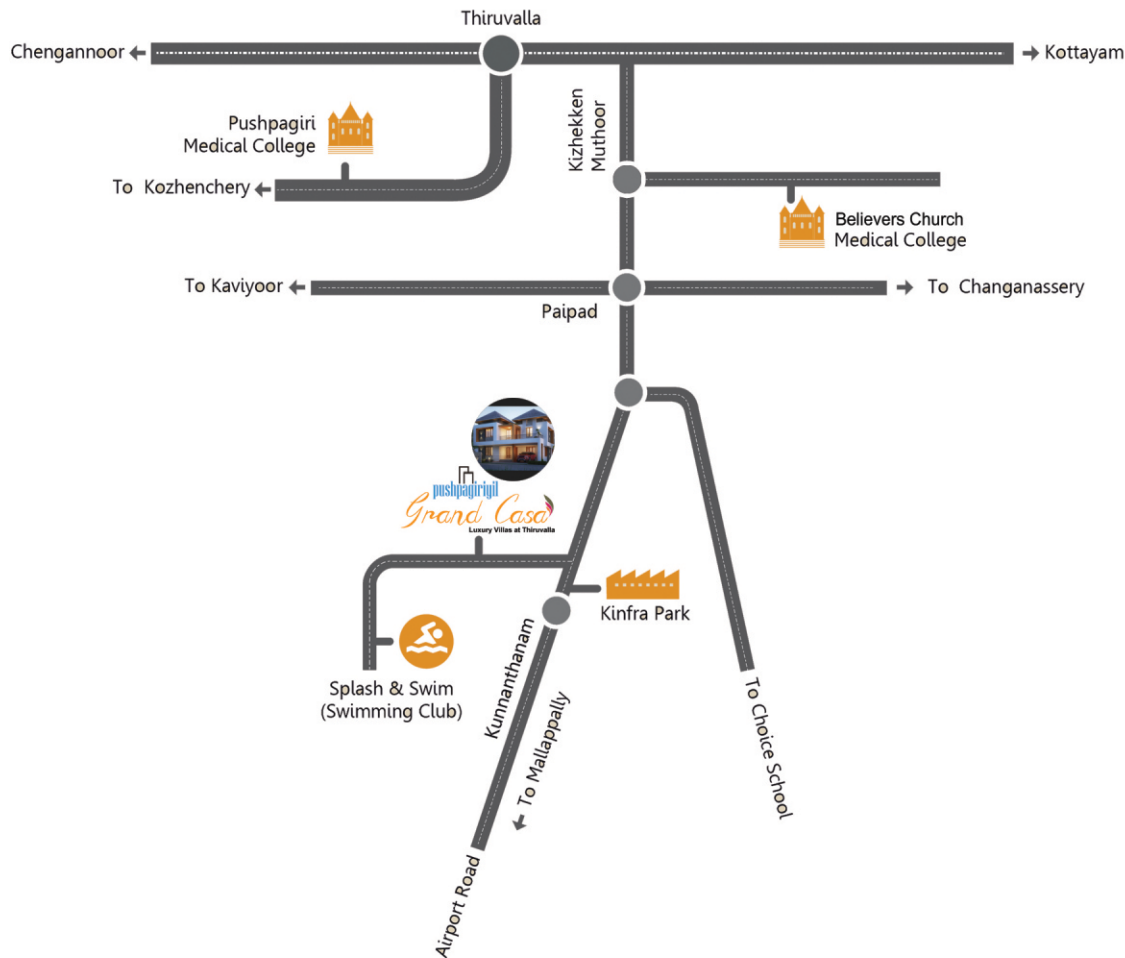 Thiruvalla
Chengannoor
Kottayam
Pushpagiri
Medical College
Kizhekken
Muthoor
To Kozhenchery
Believers Church
Medical College
To Kaviyoor
To Changanassery
Paipad
pushpagiriyil
Grand Casa
Luxury Villas at Thiruvalla
Kinfra Park
Splash & Swim
(Swimming Club)
Kunnanthanam
To Mallappally
To Choice School
Airport Road